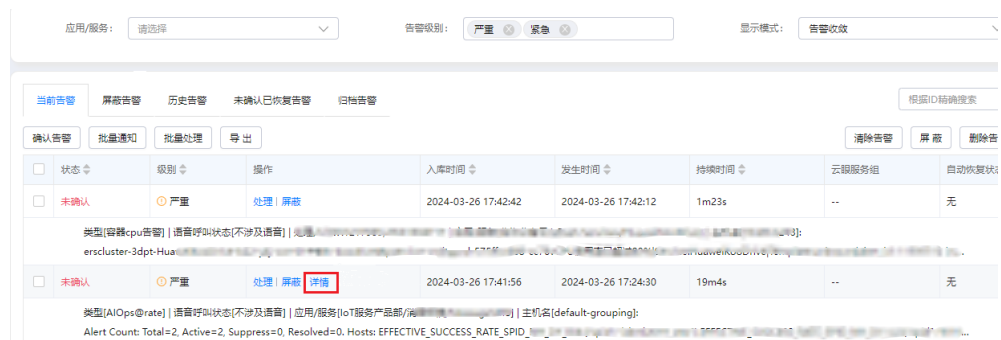 应用/服务： 请选择 告警级别： 严重 紧急 显示模式： 告警收敛
当前告警 屏蔽告警 历史告警 未确认已恢复告警 归档告警 根据ID精确搜索
确认告警 批量通知 批量处理 导出 清除告警 屏蔽 删除告
状态 级别 操作 入库时间 发生时间 持续时间 云眼服务组 自动恢复状态
未确认 严重 处理 | 屏蔽 2024-03-26 17:42:42 2024-03-26 17:42:12 1m23s -- 无
类型[容器cpu告警] | 语音呼叫状态[不涉及语音] |
erscluster-3dpt-Hua
未确认 严重 处理 | 屏蔽 详情 2024-03-26 17:41:56 2024-03-26 17:24:30 19m4s -- 无
类型[AIOps@rate] | 语音呼叫状态[不涉及语音] | 应用/服务[IoT服务产品部/消 | 主机名[default-grouping]:
Alert Count: Total=2, Active=2, Suppress=0, Resolved=0. Hosts: EFFECTIVE_SUCCESS_RATE_SPID_